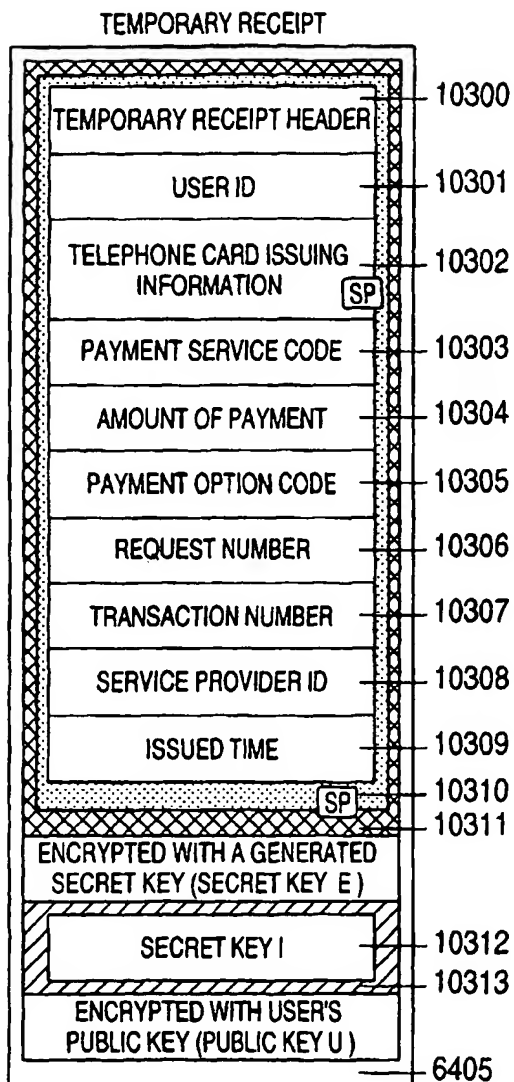 TEMPORARY RECEIPT
TEMPORARY RECEIPT HEADER
10300
USER ID
10301
TELEPHONE CARD ISSUING
INFORMATION
10302
SP
PAYMENT SERVICE CODE
10303
AMOUNT OF PAYMENT
10304
PAYMENT OPTION CODE
10305
REQUEST NUMBER
10306
TRANSACTION NUMBER
10307
SERVICE PROVIDER ID
10308
ISSUED TIME
10309
SP
10310
10311
ENCRYPTED WITH A GENERATED
SECRET KEY (SECRET KEY E)
SECRET KEY I
10312
10313
ENCRYPTED WITH USER'S
PUBLIC KEY (PUBLIC KEY U)
6405